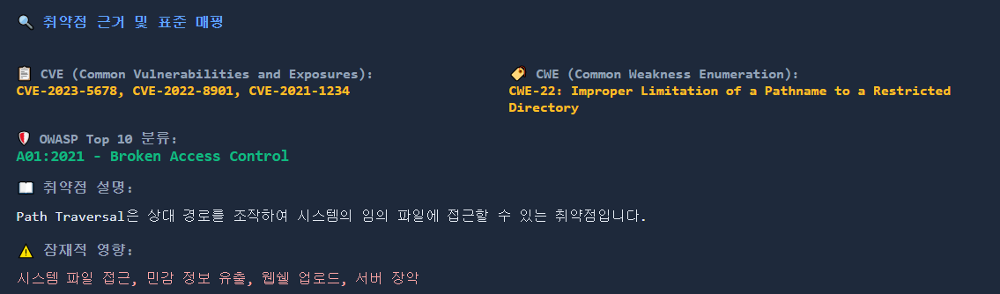 🔍 취약점 근거 및 표준 매핑
📋 CVE (Common Vulnerabilities and Exposures):
CVE-2023-5678, CVE-2022-8901, CVE-2021-1234
🏷️ CWE (Common Weakness Enumeration):
CWE-22: Improper Limitation of a Pathname to a Restricted
Directory
🛡️ OWASP Top 10 분류:
A01:2021 - Broken Access Control
📖 취약점 설명:
Path Traversal은 상대 경로를 조작하여 시스템의 임의 파일에 접근할 수 있는 취약점입니다.
⚠️ 잠재적 영향:
시스템 파일 접근, 민감 정보 유출, 웹쉘 업로드, 서버 장악